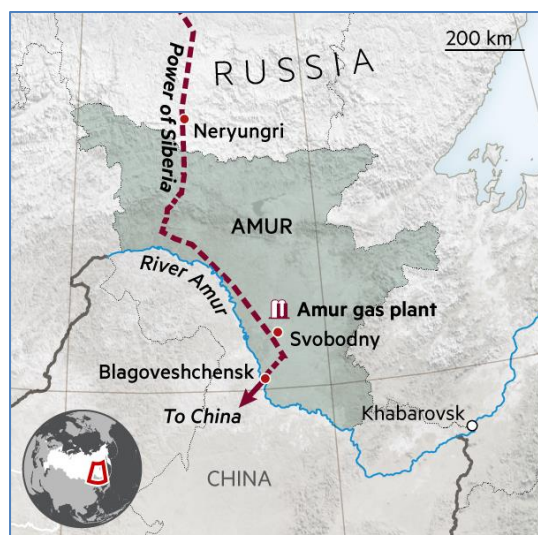 200 km
RUSSIA
Power of Siberia
Neryungri
AMUR
River Amur
Amur gas plant
Svobodny
Blagoveshchensk
To China
Khabarovsk
CHINA